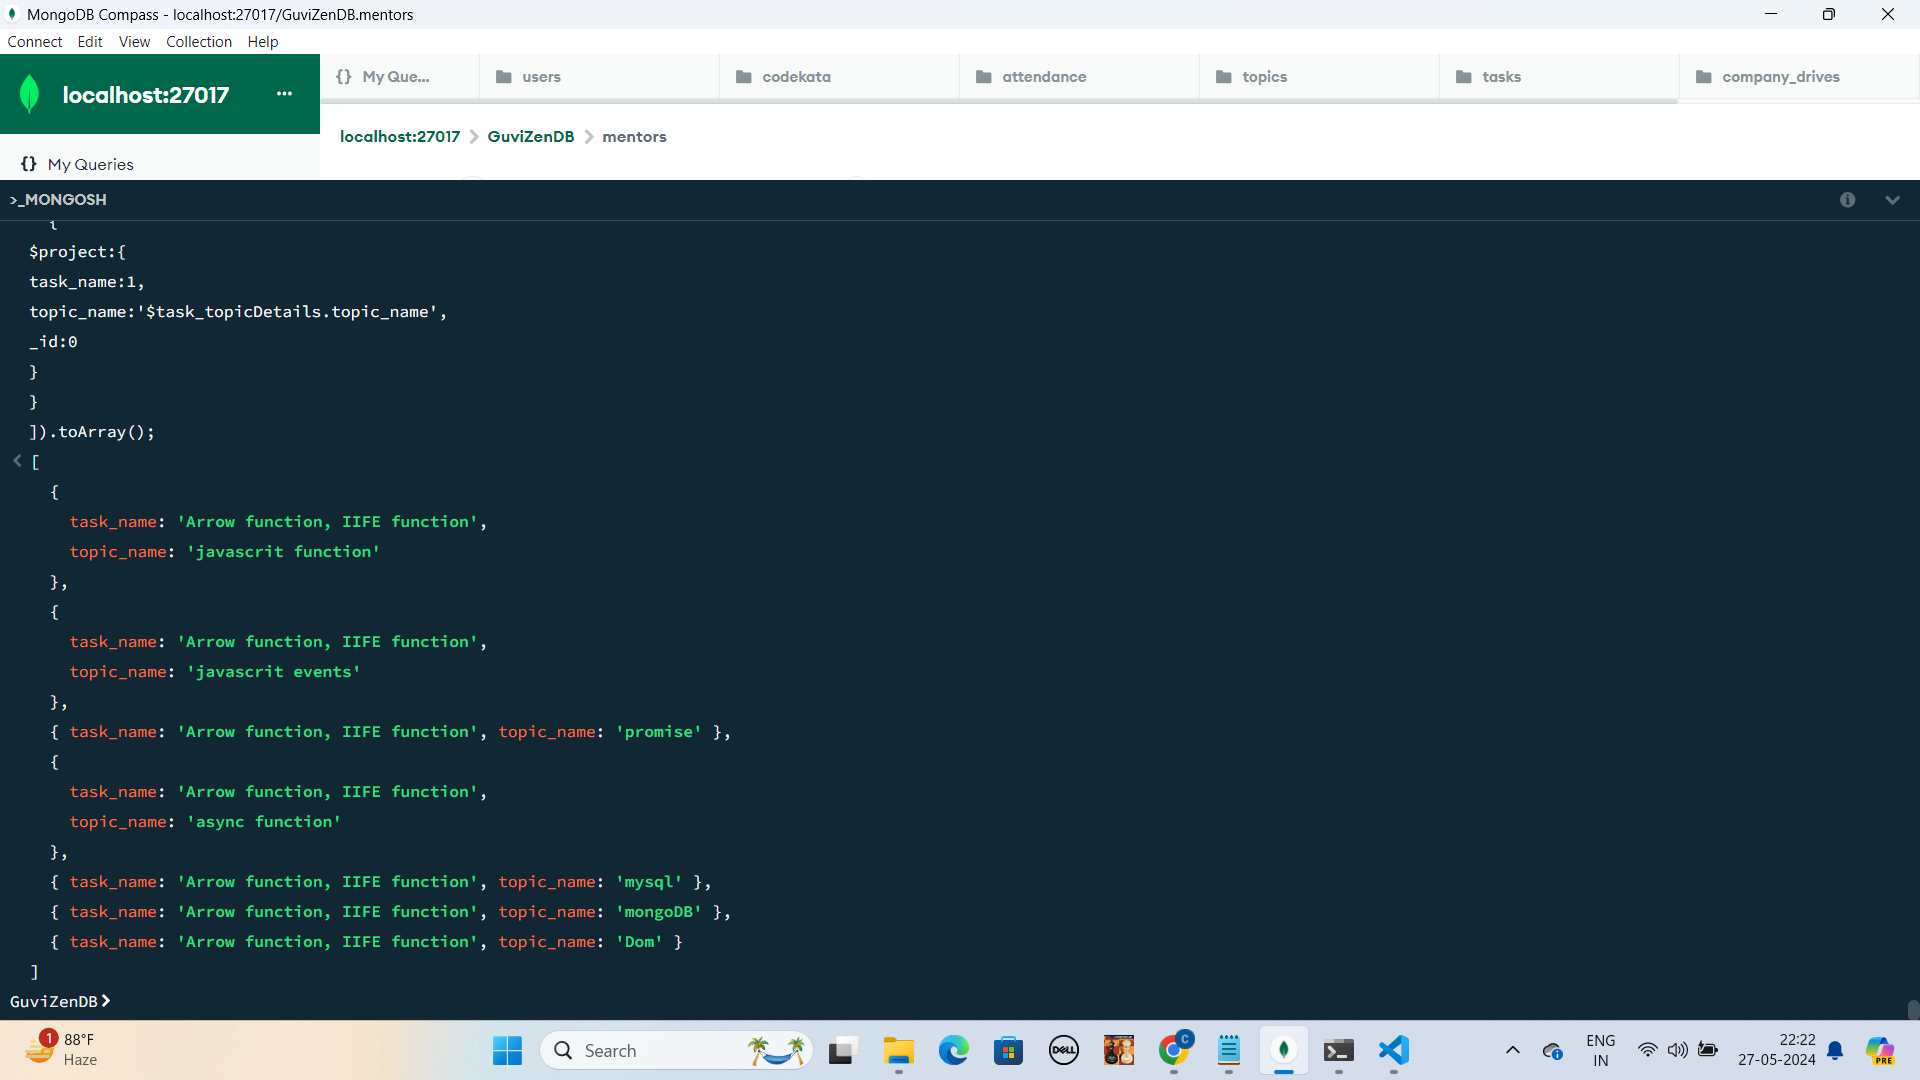 MongoDB Compass - localhost:27017/GuviZenDB.mentors
Connect Edit View Collection Help
localhost:27017 ...
{} My Que... users codekata attendance topics tasks company_drives
localhost:27017 > GuviZenDB > mentors
{} My Queries
>_MONGOSH
{
$project:{
task_name:1,
topic_name:'$task_topicDetails.topic_name',
_id:0
}
}
]).toArray();
< [
{
task_name: 'Arrow function, IIFE function',
topic_name: 'javascrit function'
},
{
task_name: 'Arrow function, IIFE function',
topic_name: 'javascrit events'
},
{ task_name: 'Arrow function, IIFE function', topic_name: 'promise' },
{
task_name: 'Arrow function, IIFE function',
topic_name: 'async function'
},
{ task_name: 'Arrow function, IIFE function', topic_name: 'mysql' },
{ task_name: 'Arrow function, IIFE function', topic_name: 'mongoDB' },
{ task_name: 'Arrow function, IIFE function', topic_name: 'Dom' }
]
GuviZenDB>
1 88°F
Haze
Search
DELL
C
ENG
IN
22:22
27-05-2024
PRE